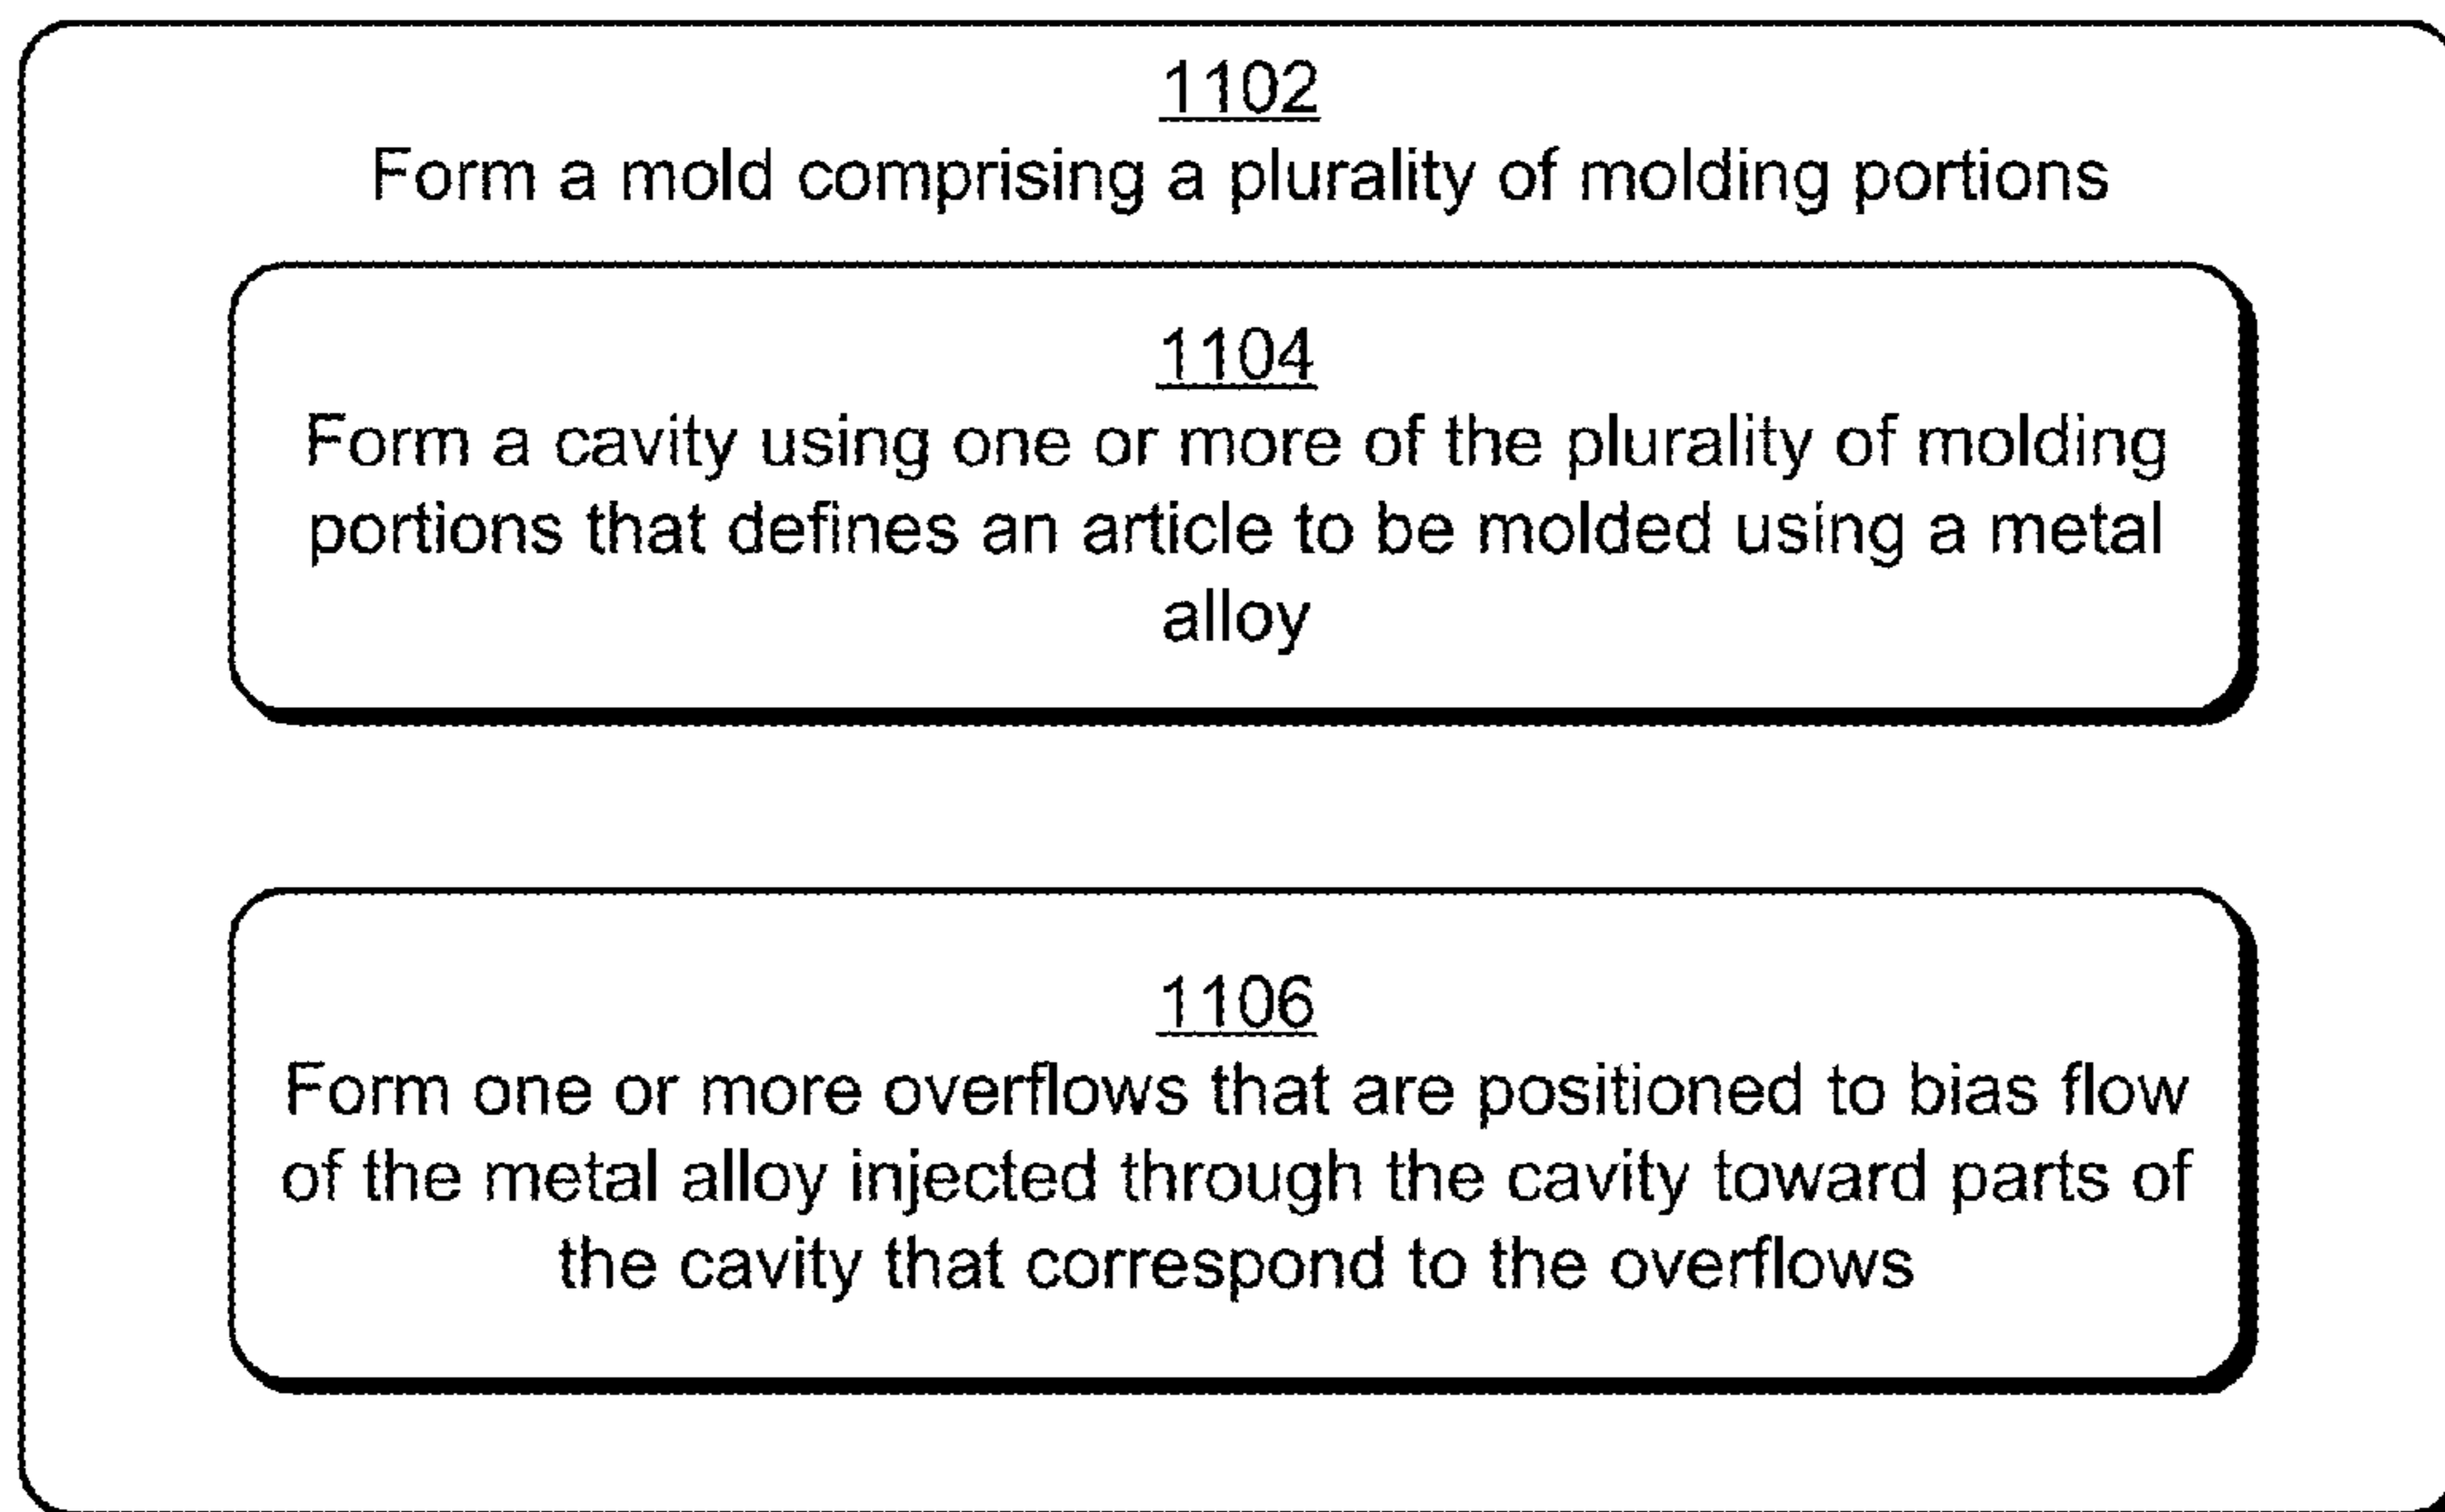 1102
Form a mold comprising a plurality of molding portions
1104
Form a cavity using one or more of the plurality of molding
portions that defines an article to be molded using a metal
alloy
1106
Form one or more overflows that are positioned to bias flow
of the metal alloy injected through the cavity toward parts of
the cavity that correspond to the overflows